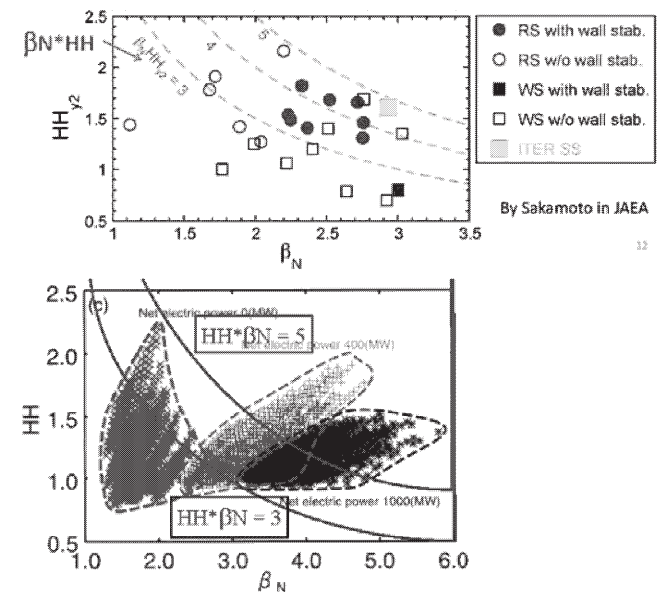 βN*HH
2.5
2
1.5
1
0.5
HHy2
βNHHy2 = 3
4
5
1
1.5
2
2.5
3
3.5
βN
RS with wall stab.
RS w/o wall stab.
WS with wall stab.
WS w/o wall stab.
ITER SS
By Sakamoto in JAEA
12
(c)
2.5
2.0
1.5
1.0
0.5
HH
Net electric power 0(MW)
HH*βN = 5
Net electric power 400(MW)
Net electric power 1000(MW)
HH*βN = 3
1.0
2.0
3.0
4.0
5.0
6.0
βN